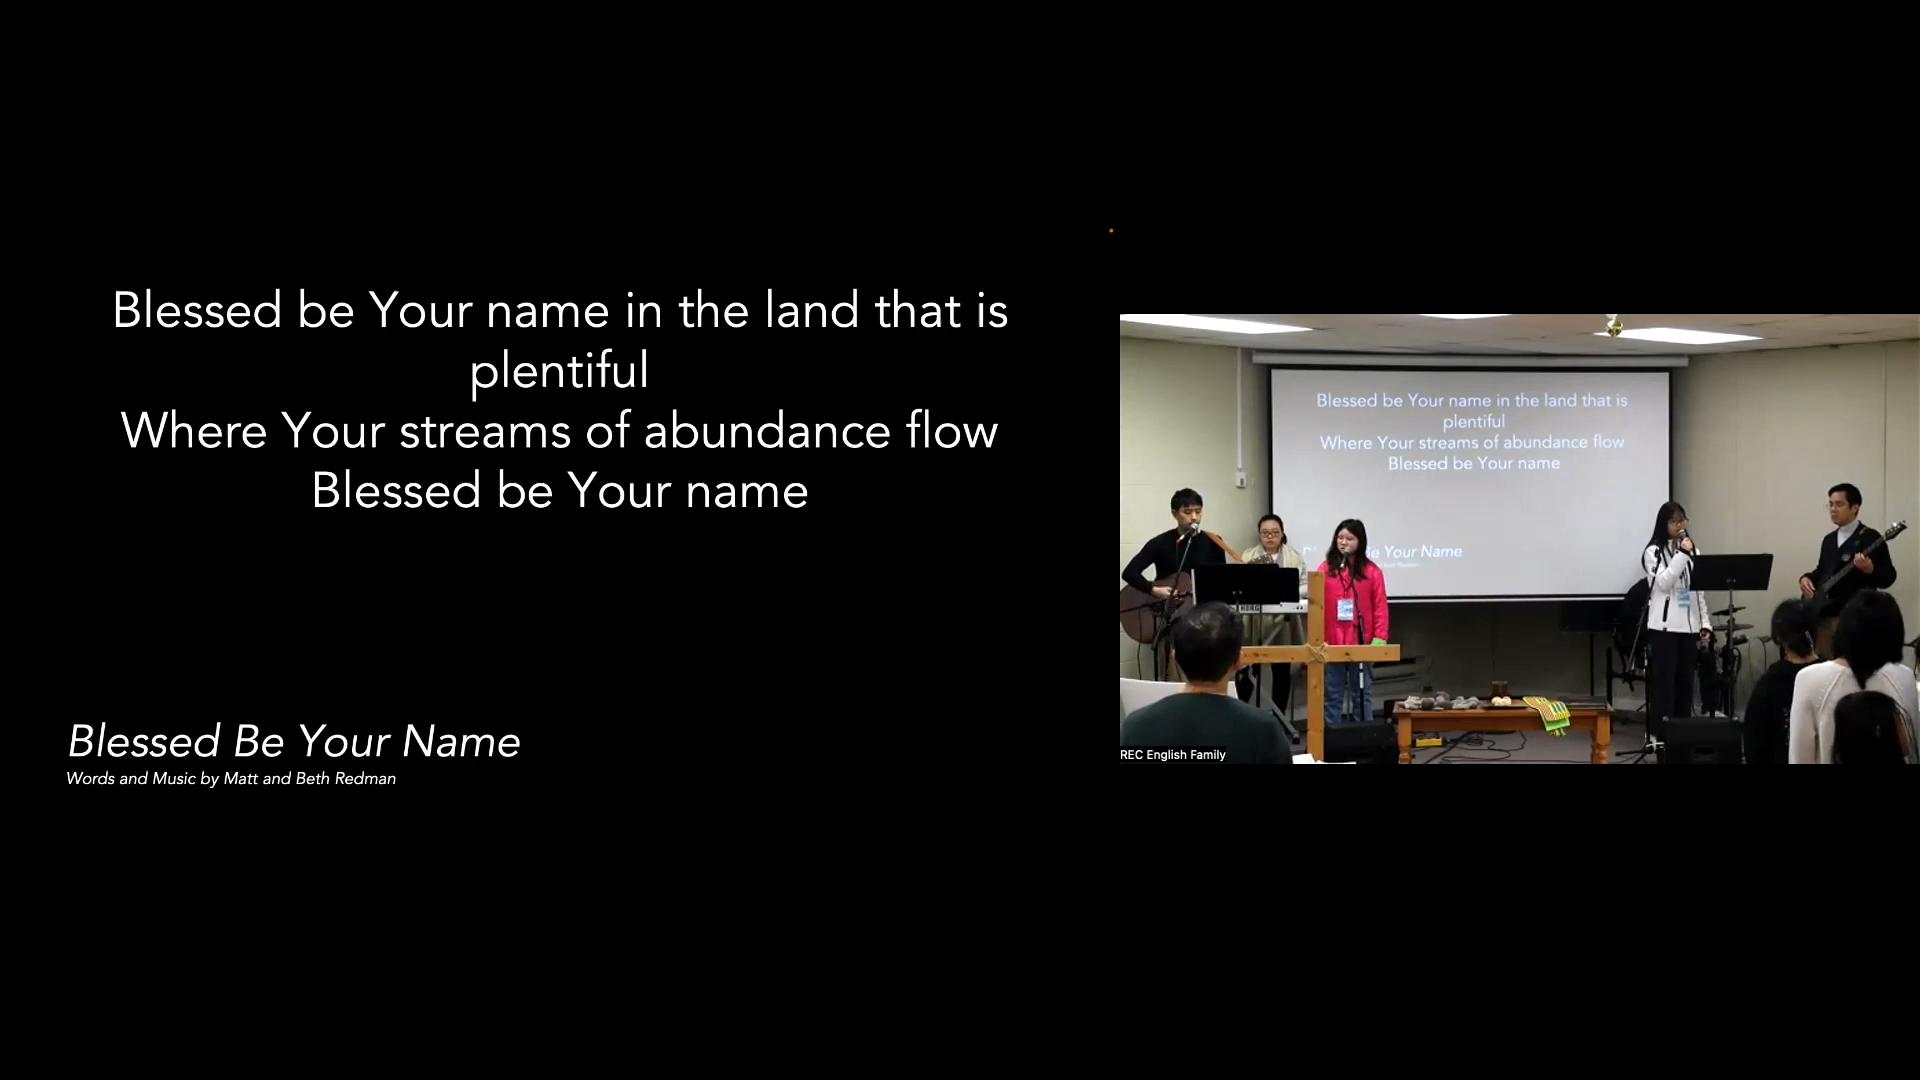 Blessed be Your name in the land that is
plentiful
Where Your streams of abundance flow
Blessed be Your name
Blessed Be Your Name
Words and Music by Matt and Beth Redman
Blessed be Your name in the land that is
plentiful
Where Your streams of abundance flow
Blessed be Your name
Be Your Name
KORG
REC English Family